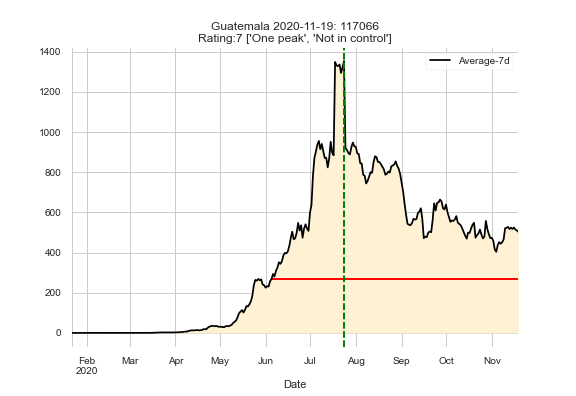 Guatemala 2020-11-19: 117066
Rating:7 ['One peak', 'Not in control']
Average-7d
1400
1200
1000
800
600
400
200
0
Feb Mar Apr May Jun Jul Aug Sep Oct Nov
2020
Date